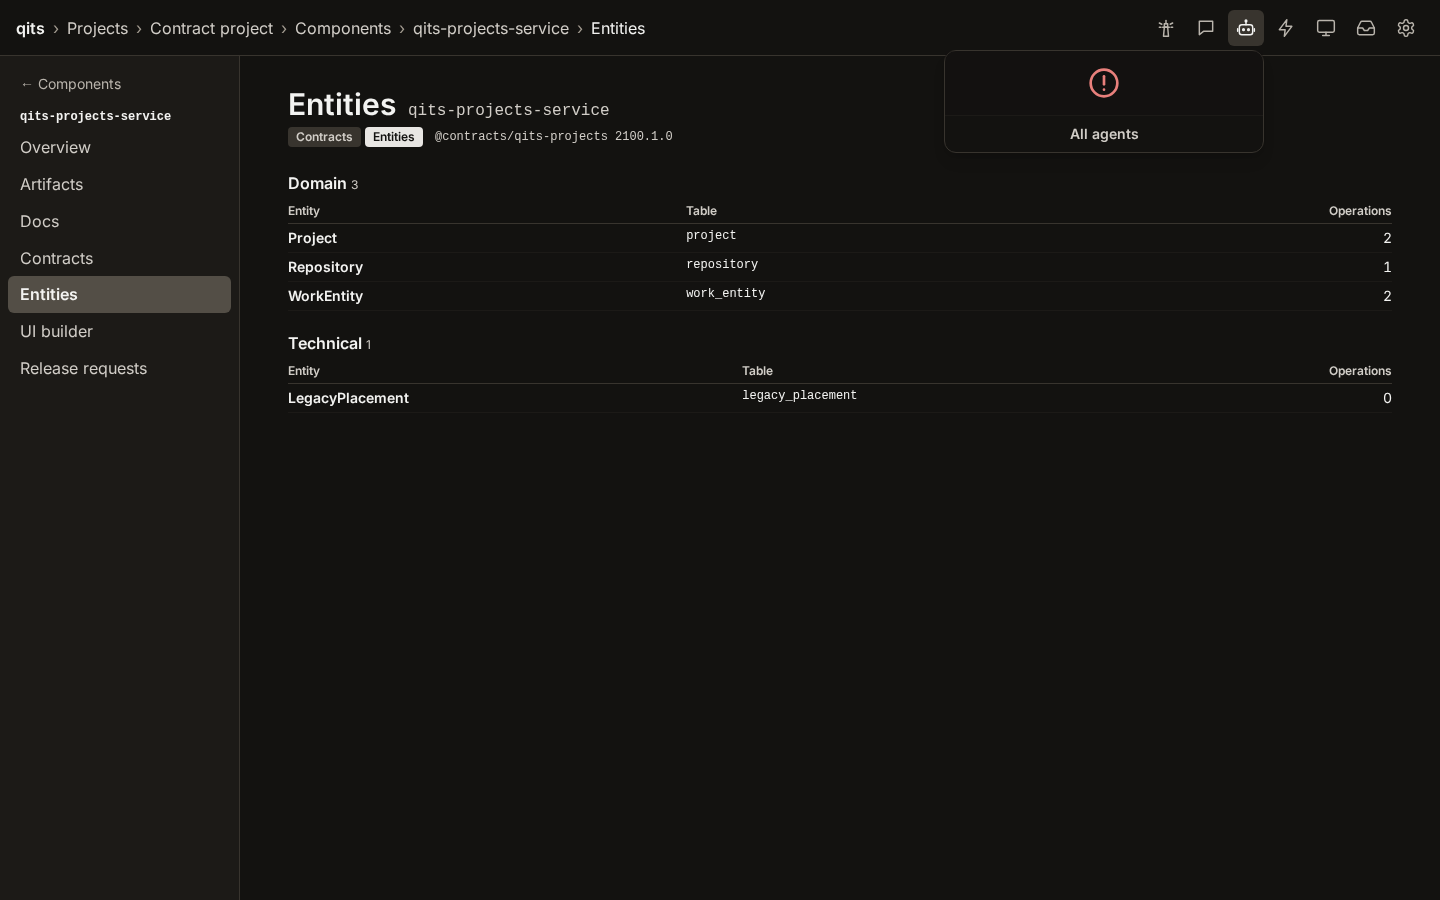 qits › Projects › Contract project › Components › qits-projects-service › Entities
← Components
qits-projects-service
Overview
Artifacts
Docs
Contracts
Entities
UI builder
Release requests
All agents
Entities qits-projects-service
Contracts Entities @contracts/qits-projects 2100.1.0
Domain 3
Entity Table Operations
Project project 2
Repository repository 1
WorkEntity work_entity 2
Technical 1
Entity Table Operations
LegacyPlacement legacy_placement 0